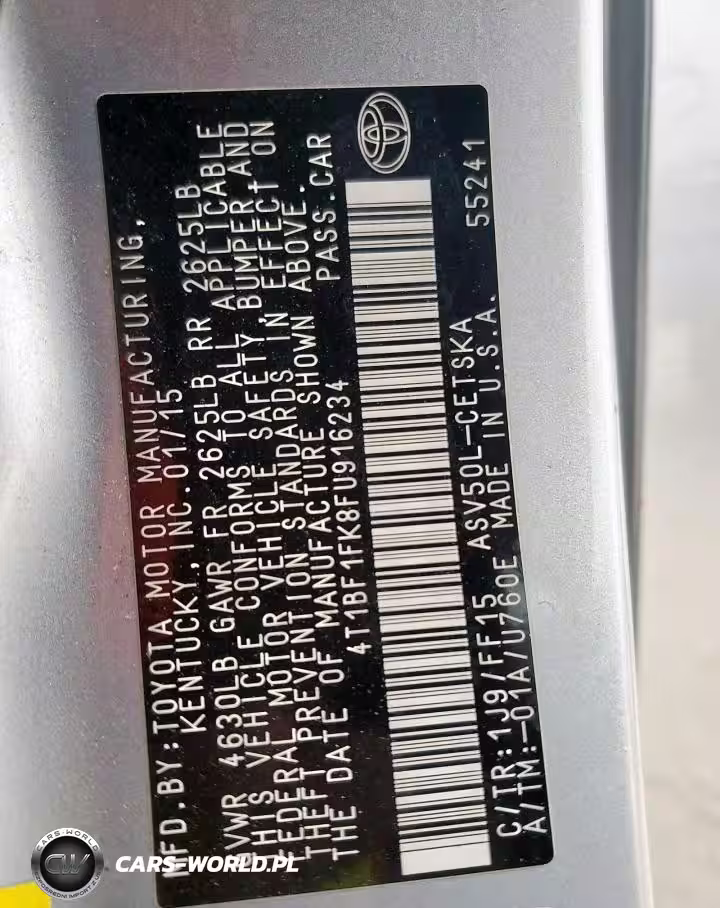 MFD.BY:TOYOTA MOTOR MANUFACTURING,
KENTUCKY,INC.01/15
GVWR 4630LB GAWR FR 2625LB RR 2625LB
THIS VEHICLE CONFORMS TO ALL APPLICABLE
FEDERAL MOTOR VEHICLE SAFETY,BUMPER,AND
THEFT PREVENTION STANDARDS IN EFFECT ON
THE DATE OF MANUFACTURE SHOWN ABOVE.
4T1BF1FK8FU916234 PASS.CAR
C/TR:1J9/FF15 ASV50L-CETSKA 55241
A/TM:-01A/U760E MADE IN U.S.A.
CARS-WORLD
CW
CARS-WORLD.PL